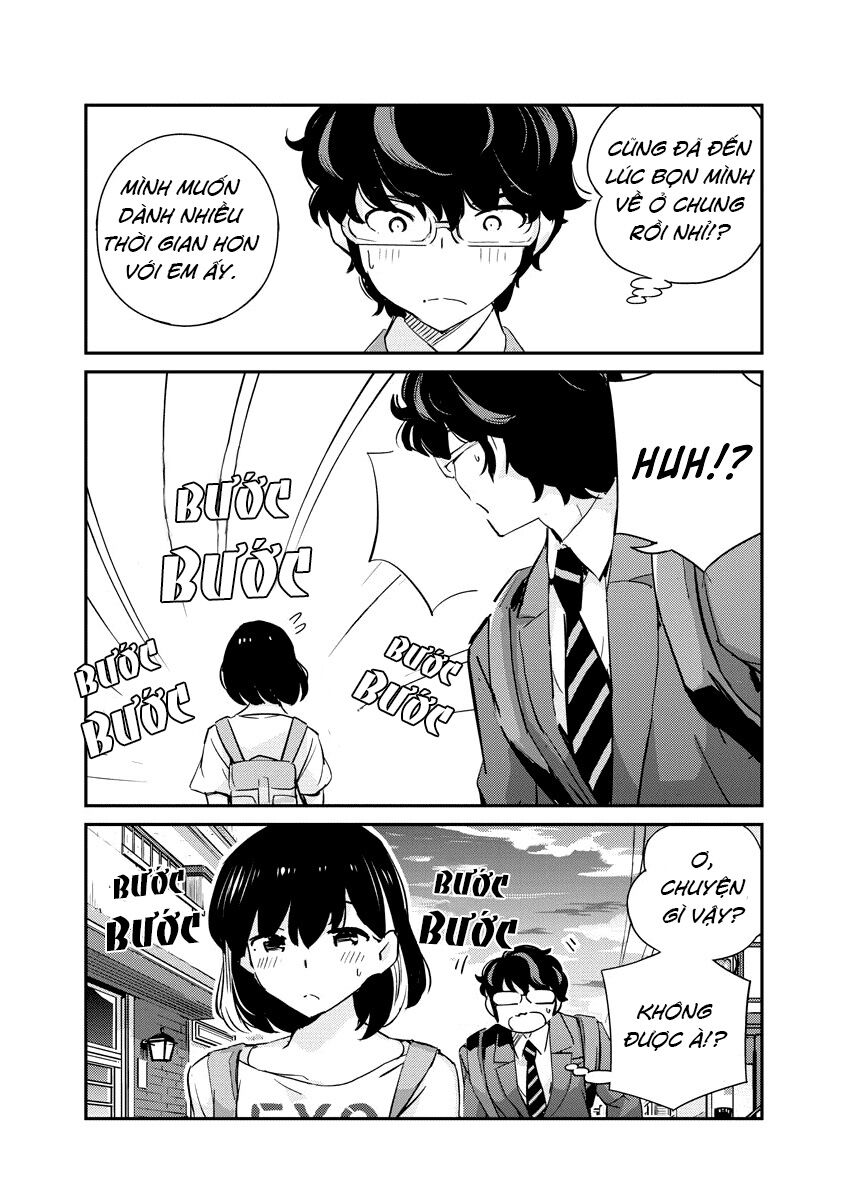 CŨNG ĐÃ ĐẾN
LÚC BỌN MÌNH
VỀ Ở CHUNG
RỒI NHỈ!?
MÌNH MUỐN
DÀNH NHIỀU
THỜI GIAN HƠN
VỚI EM ẤY.
HUH!?
BƯỚC
BƯỚC
BƯỚC
BƯỚC
BƯỚC
BƯỚC
Ơ,
CHUYỆN
GÌ VẬY?
KHÔNG
ĐƯỢC À!?
BƯỚC
BƯỚC
BƯỚC
BƯỚC